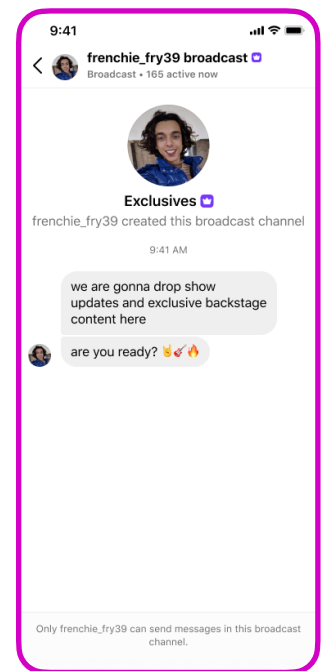 9:41
frenchie_fry39 broadcast
Broadcast • 165 active now
Exclusives
frenchie_fry39 created this broadcast channel
9:41 AM
we are gonna drop show
updates and exclusive backstage
content here
are you ready? 🤘🎸🔥
Only frenchie_fry39 can send messages in this broadcast
channel.